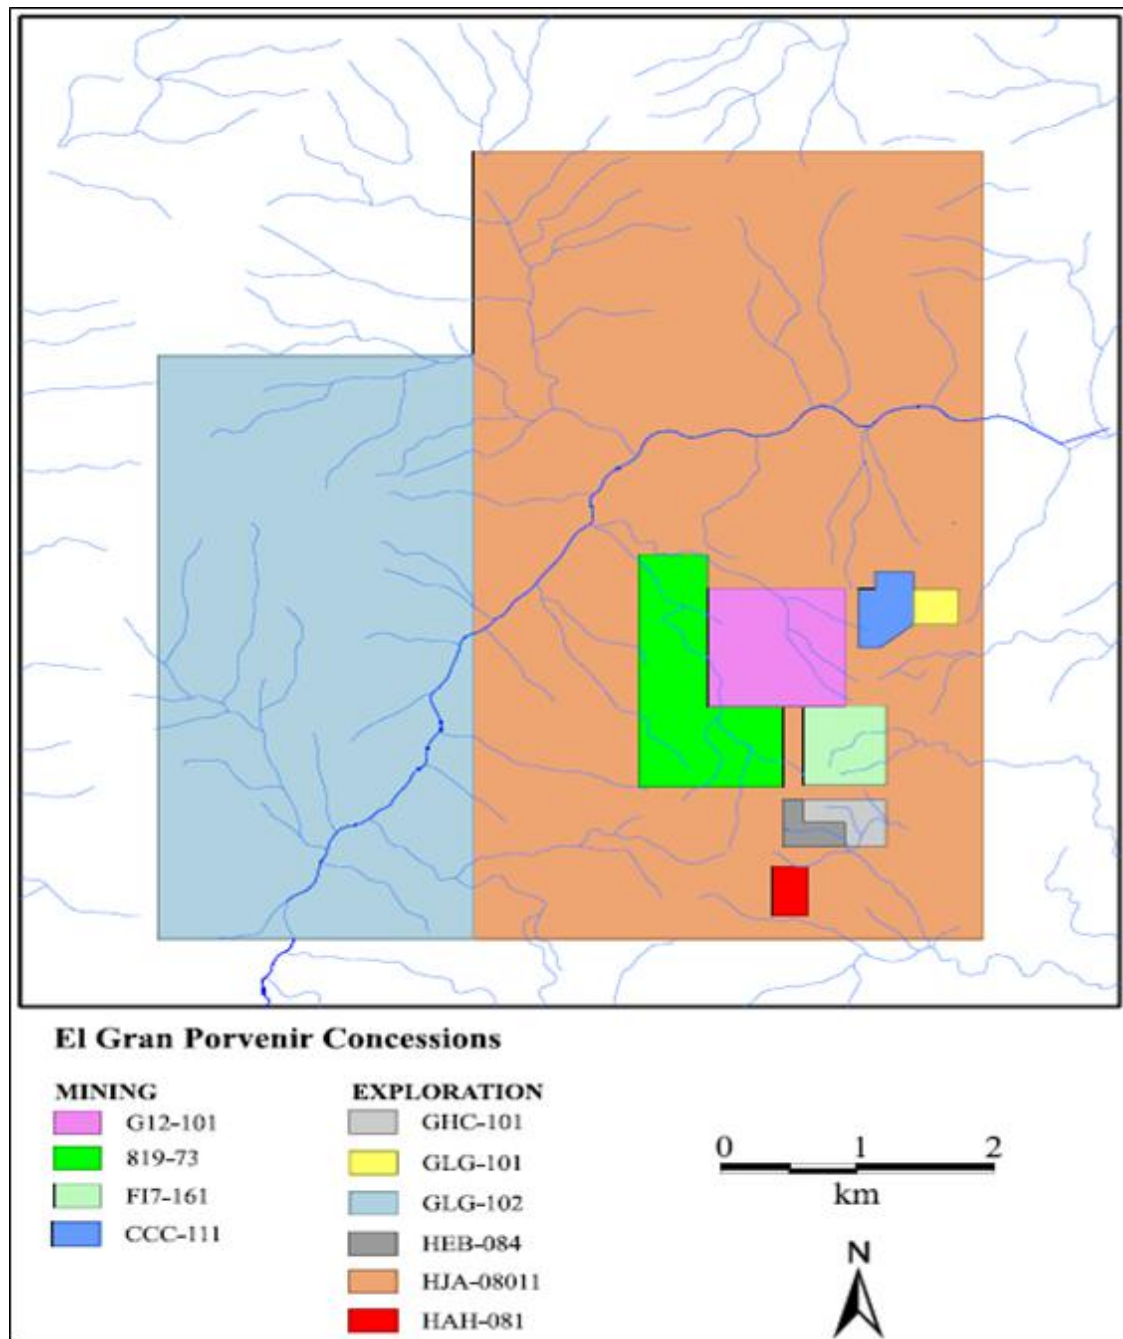 El Gran Porvenir Concessions
MINING
G12-101
819-73
FI7-161
CCC-111
EXPLORATION
GHC-101
GLG-101
GLG-102
HEB-084
HJA-08011
HAH-081
0 1 2
km
N